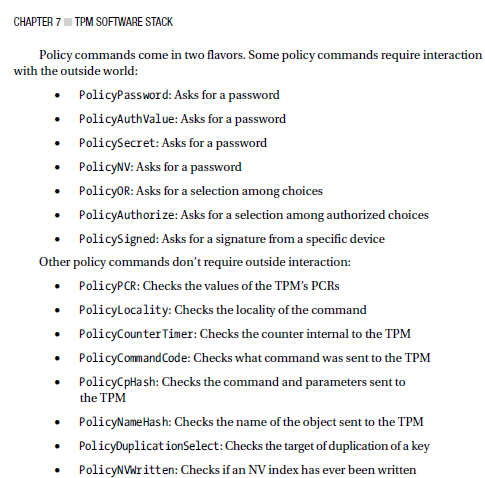 CHAPTER 7 ■ TPM SOFTWARE STACK
Policy commands come in two flavors. Some policy commands require interaction
with the outside world:
• PolicyPassword: Asks for a password
• PolicyAuthValue: Asks for a password
• PolicySecret: Asks for a password
• PolicyNV: Asks for a password
• PolicyOR: Asks for a selection among choices
• PolicyAuthorize: Asks for a selection among authorized choices
• PolicySigned: Asks for a signature from a specific device
Other policy commands don't require outside interaction:
• PolicyPCR: Checks the values of the TPM's PCRs
• PolicyLocality: Checks the locality of the command
• PolicyCounterTimer: Checks the counter internal to the TPM
• PolicyCommandCode: Checks what command was sent to the TPM
• PolicyCpHash: Checks the command and parameters sent to
the TPM
• PolicyNameHash: Checks the name of the object sent to the TPM
• PolicyDuplicationSelect: Checks the target of duplication of a key
• PolicyNVWritten: Checks if an NV index has ever been written